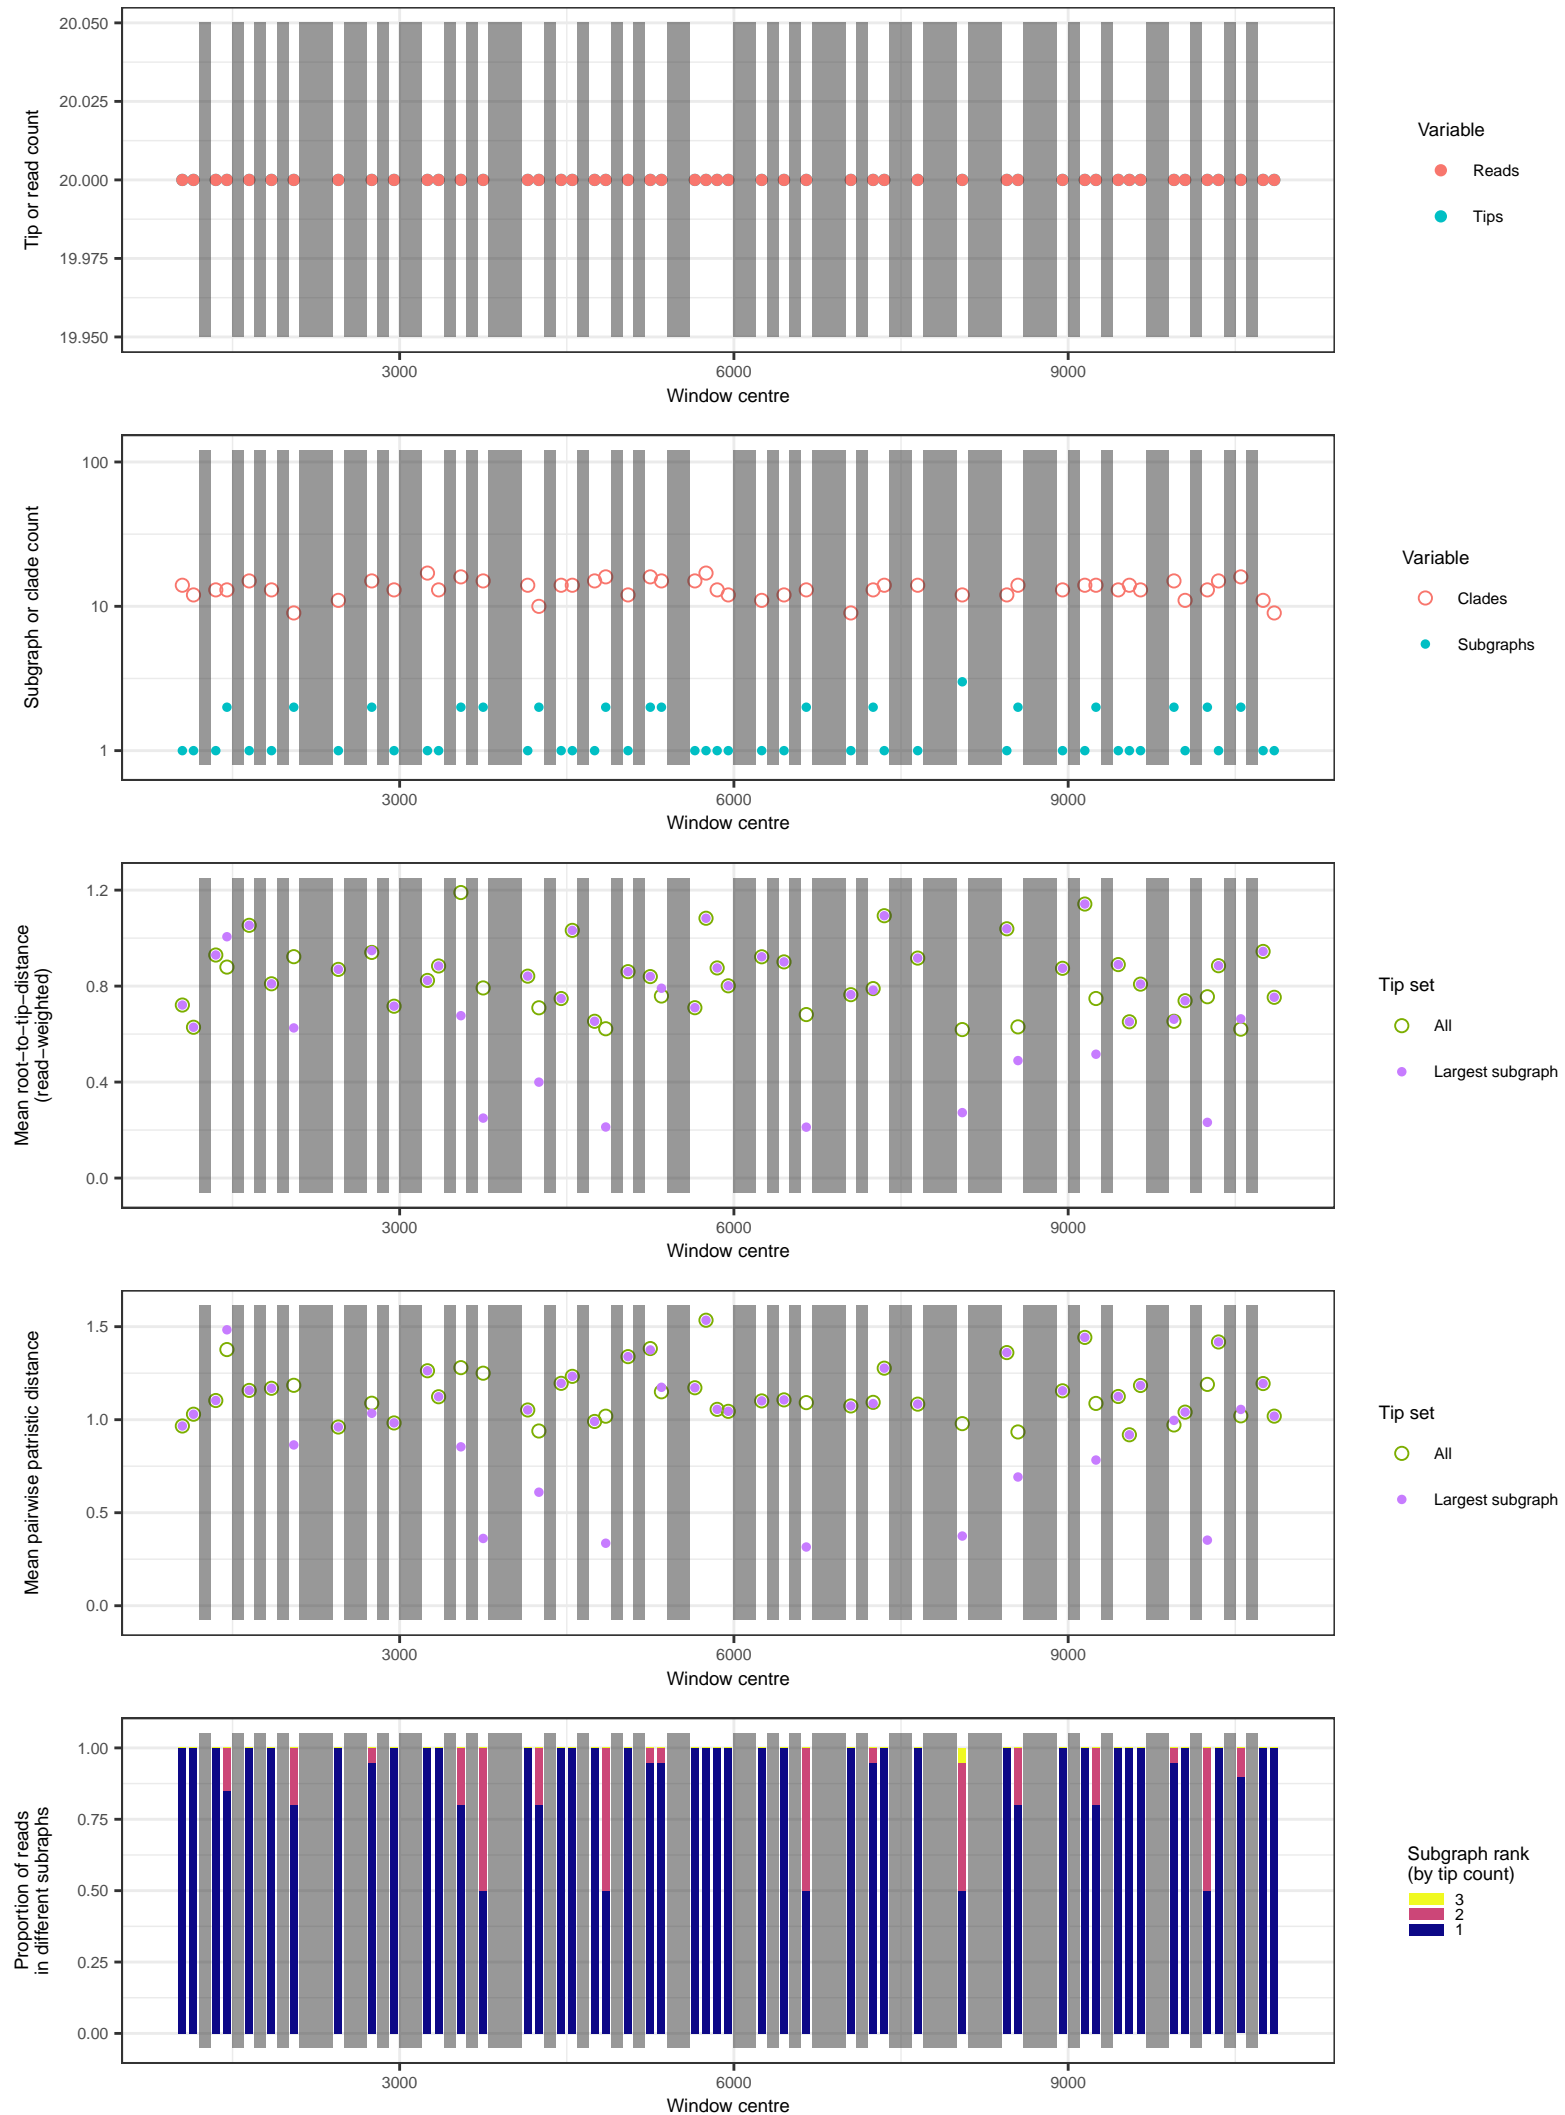 20.050
20.025
20.000
19.975
19.950
Tip or read count
3000
6000
9000
Window centre
Variable
Reads
Tips
100
10
1
Subgraph or clade count
3000
6000
9000
Window centre
Variable
Clades
Subgraphs
1.2
0.8
0.4
0.0
Mean root−to−tip−distance
(read−weighted)
3000
6000
9000
Window centre
Tip set
All
Largest subgraph
1.5
1.0
0.5
0.0
Mean pairwise patristic distance
3000
6000
9000
Window centre
Tip set
All
Largest subgraph
1.00
0.75
0.50
0.25
0.00
Proportion of reads
in different subraphs
3000
6000
9000
Window centre
Subgraph rank
(by tip count)
3
2
1